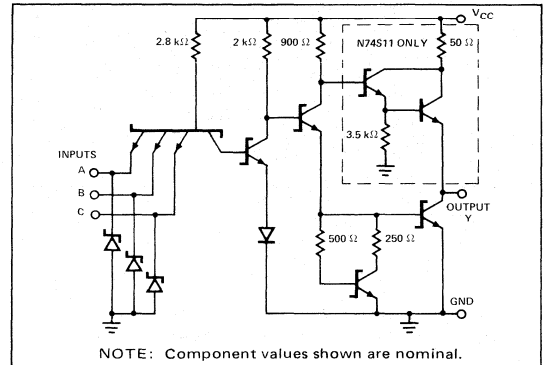 VCC
2.8 kΩ
2 kΩ
900 Ω
N74S11 ONLY
50 Ω
3.5 kΩ
INPUTS
A
B
C
OUTPUT
Y
500 Ω
250 Ω
GND
NOTE: Component values shown are nominal.